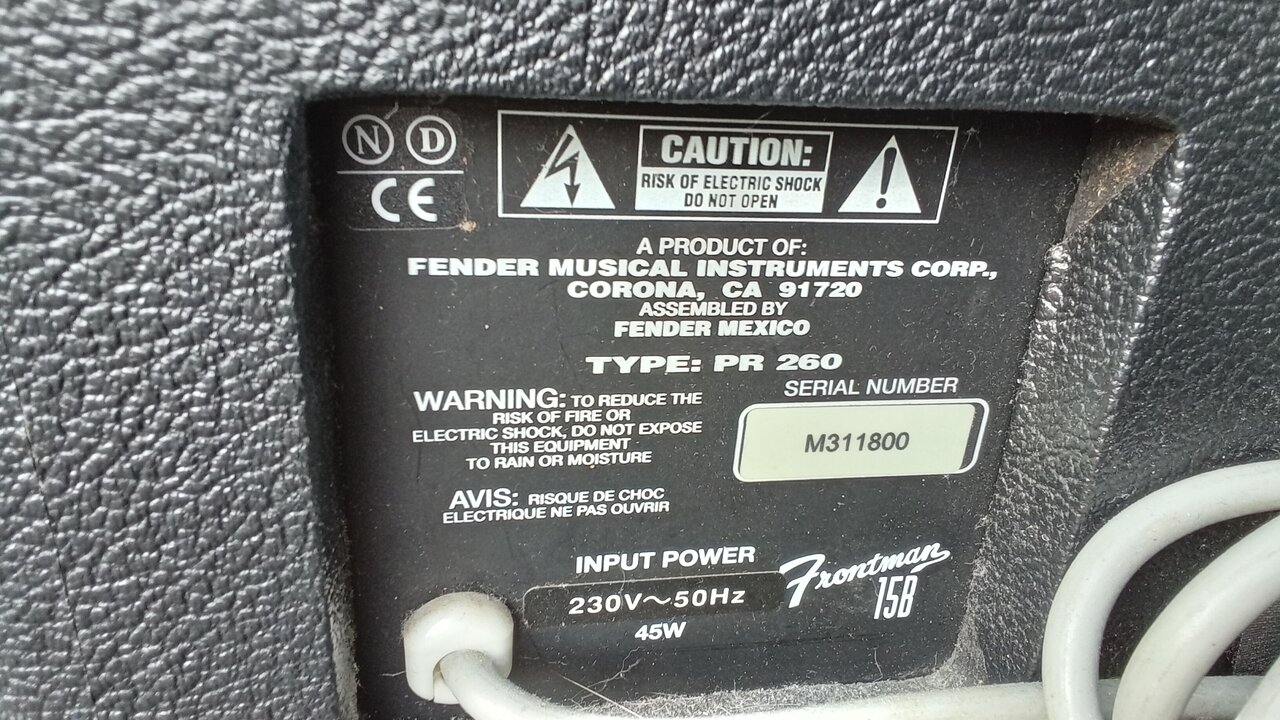 N D
CE
CAUTION:
RISK OF ELECTRIC SHOCK
DO NOT OPEN
A PRODUCT OF:
FENDER MUSICAL INSTRUMENTS CORP.,
CORONA, CA 91720
ASSEMBLED BY
FENDER MEXICO
TYPE: PR 260
WARNING: TO REDUCE THE
RISK OF FIRE OR
ELECTRIC SHOCK, DO NOT EXPOSE
THIS EQUIPMENT
TO RAIN OR MOISTURE
SERIAL NUMBER
M311800
AVIS: RISQUE DE CHOC
ELECTRIQUE NE PAS OUVRIR
INPUT POWER
230V～50Hz
45W
Frontman
15B